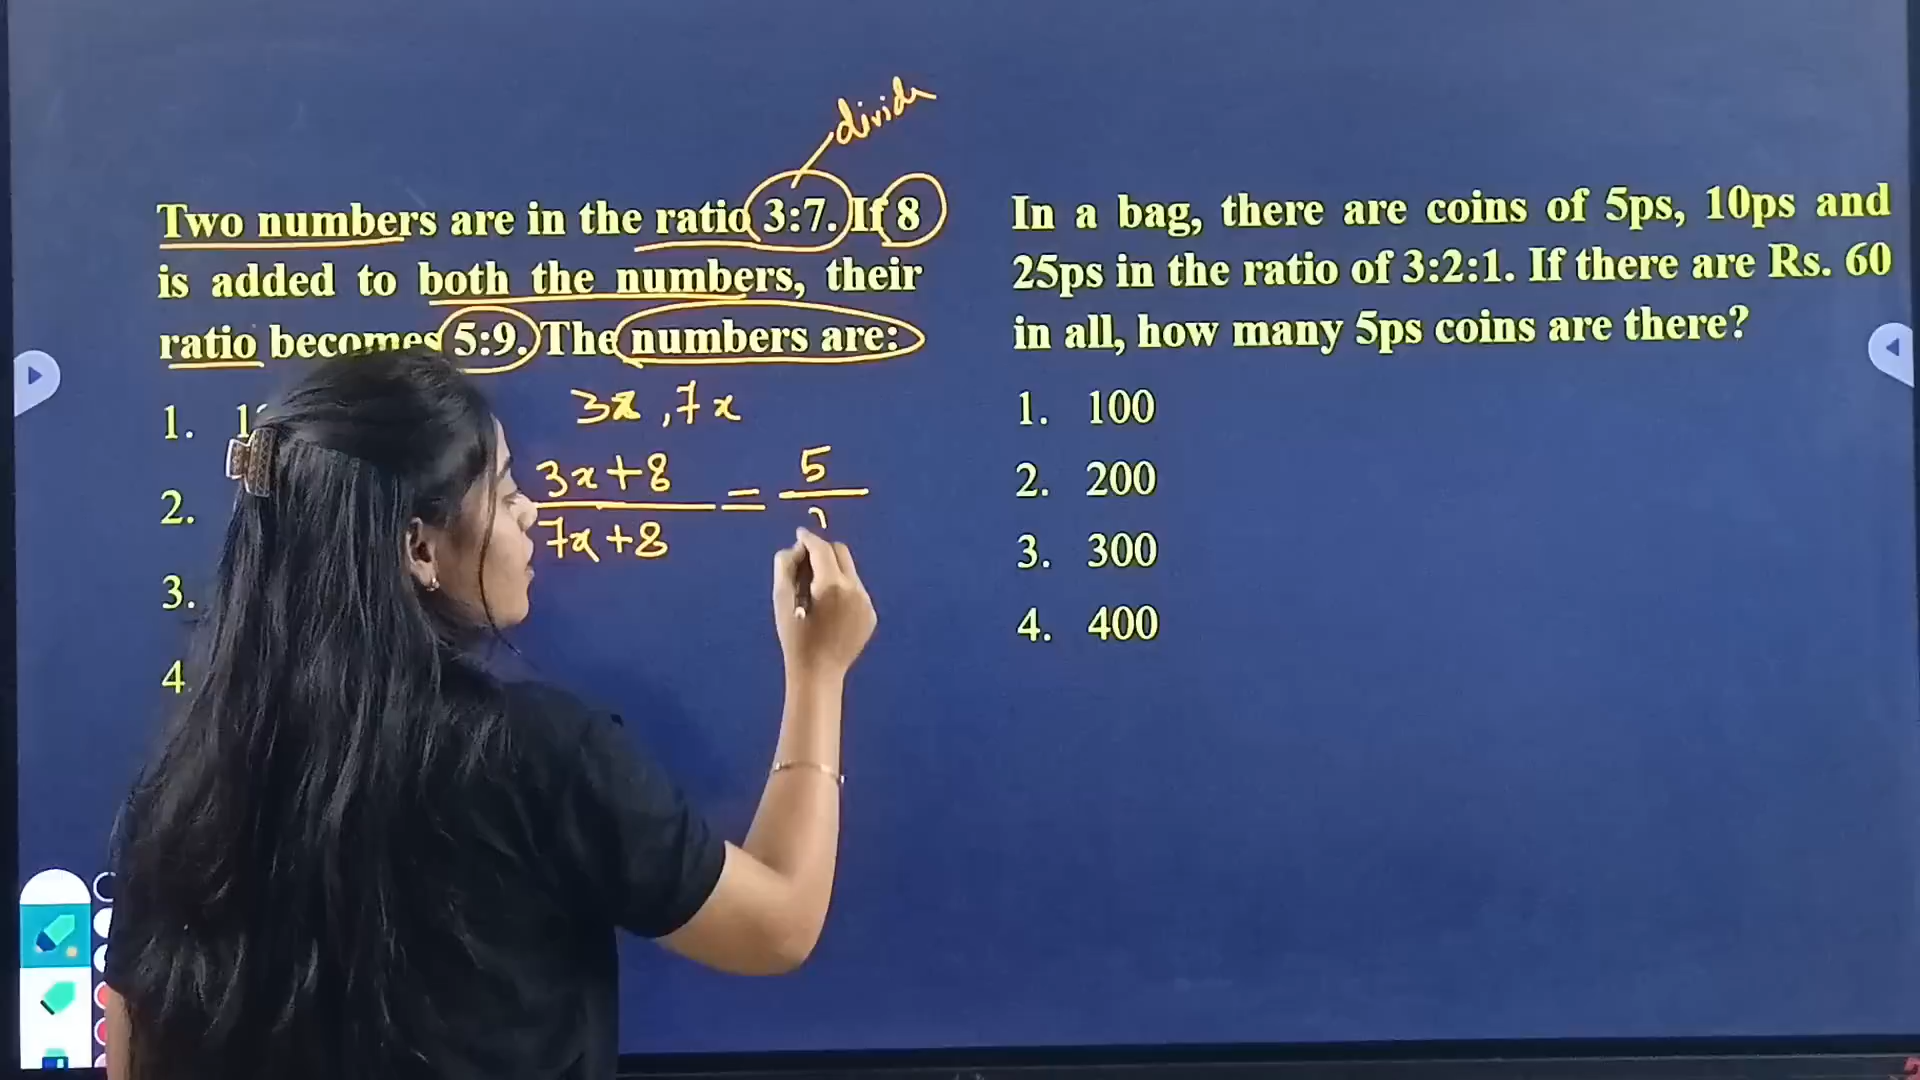 divide
Two numbers are in the ratio 3:7. If 8
is added to both the numbers, their
ratio becomes 5:9. The numbers are:
3x, 7x
1.
3x+8 = 5
7x+8
2.
3.
4
In a bag, there are coins of 5ps, 10ps and
25ps in the ratio of 3:2:1. If there are Rs. 60
in all, how many 5ps coins are there?
1. 100
2. 200
3. 300
4. 400